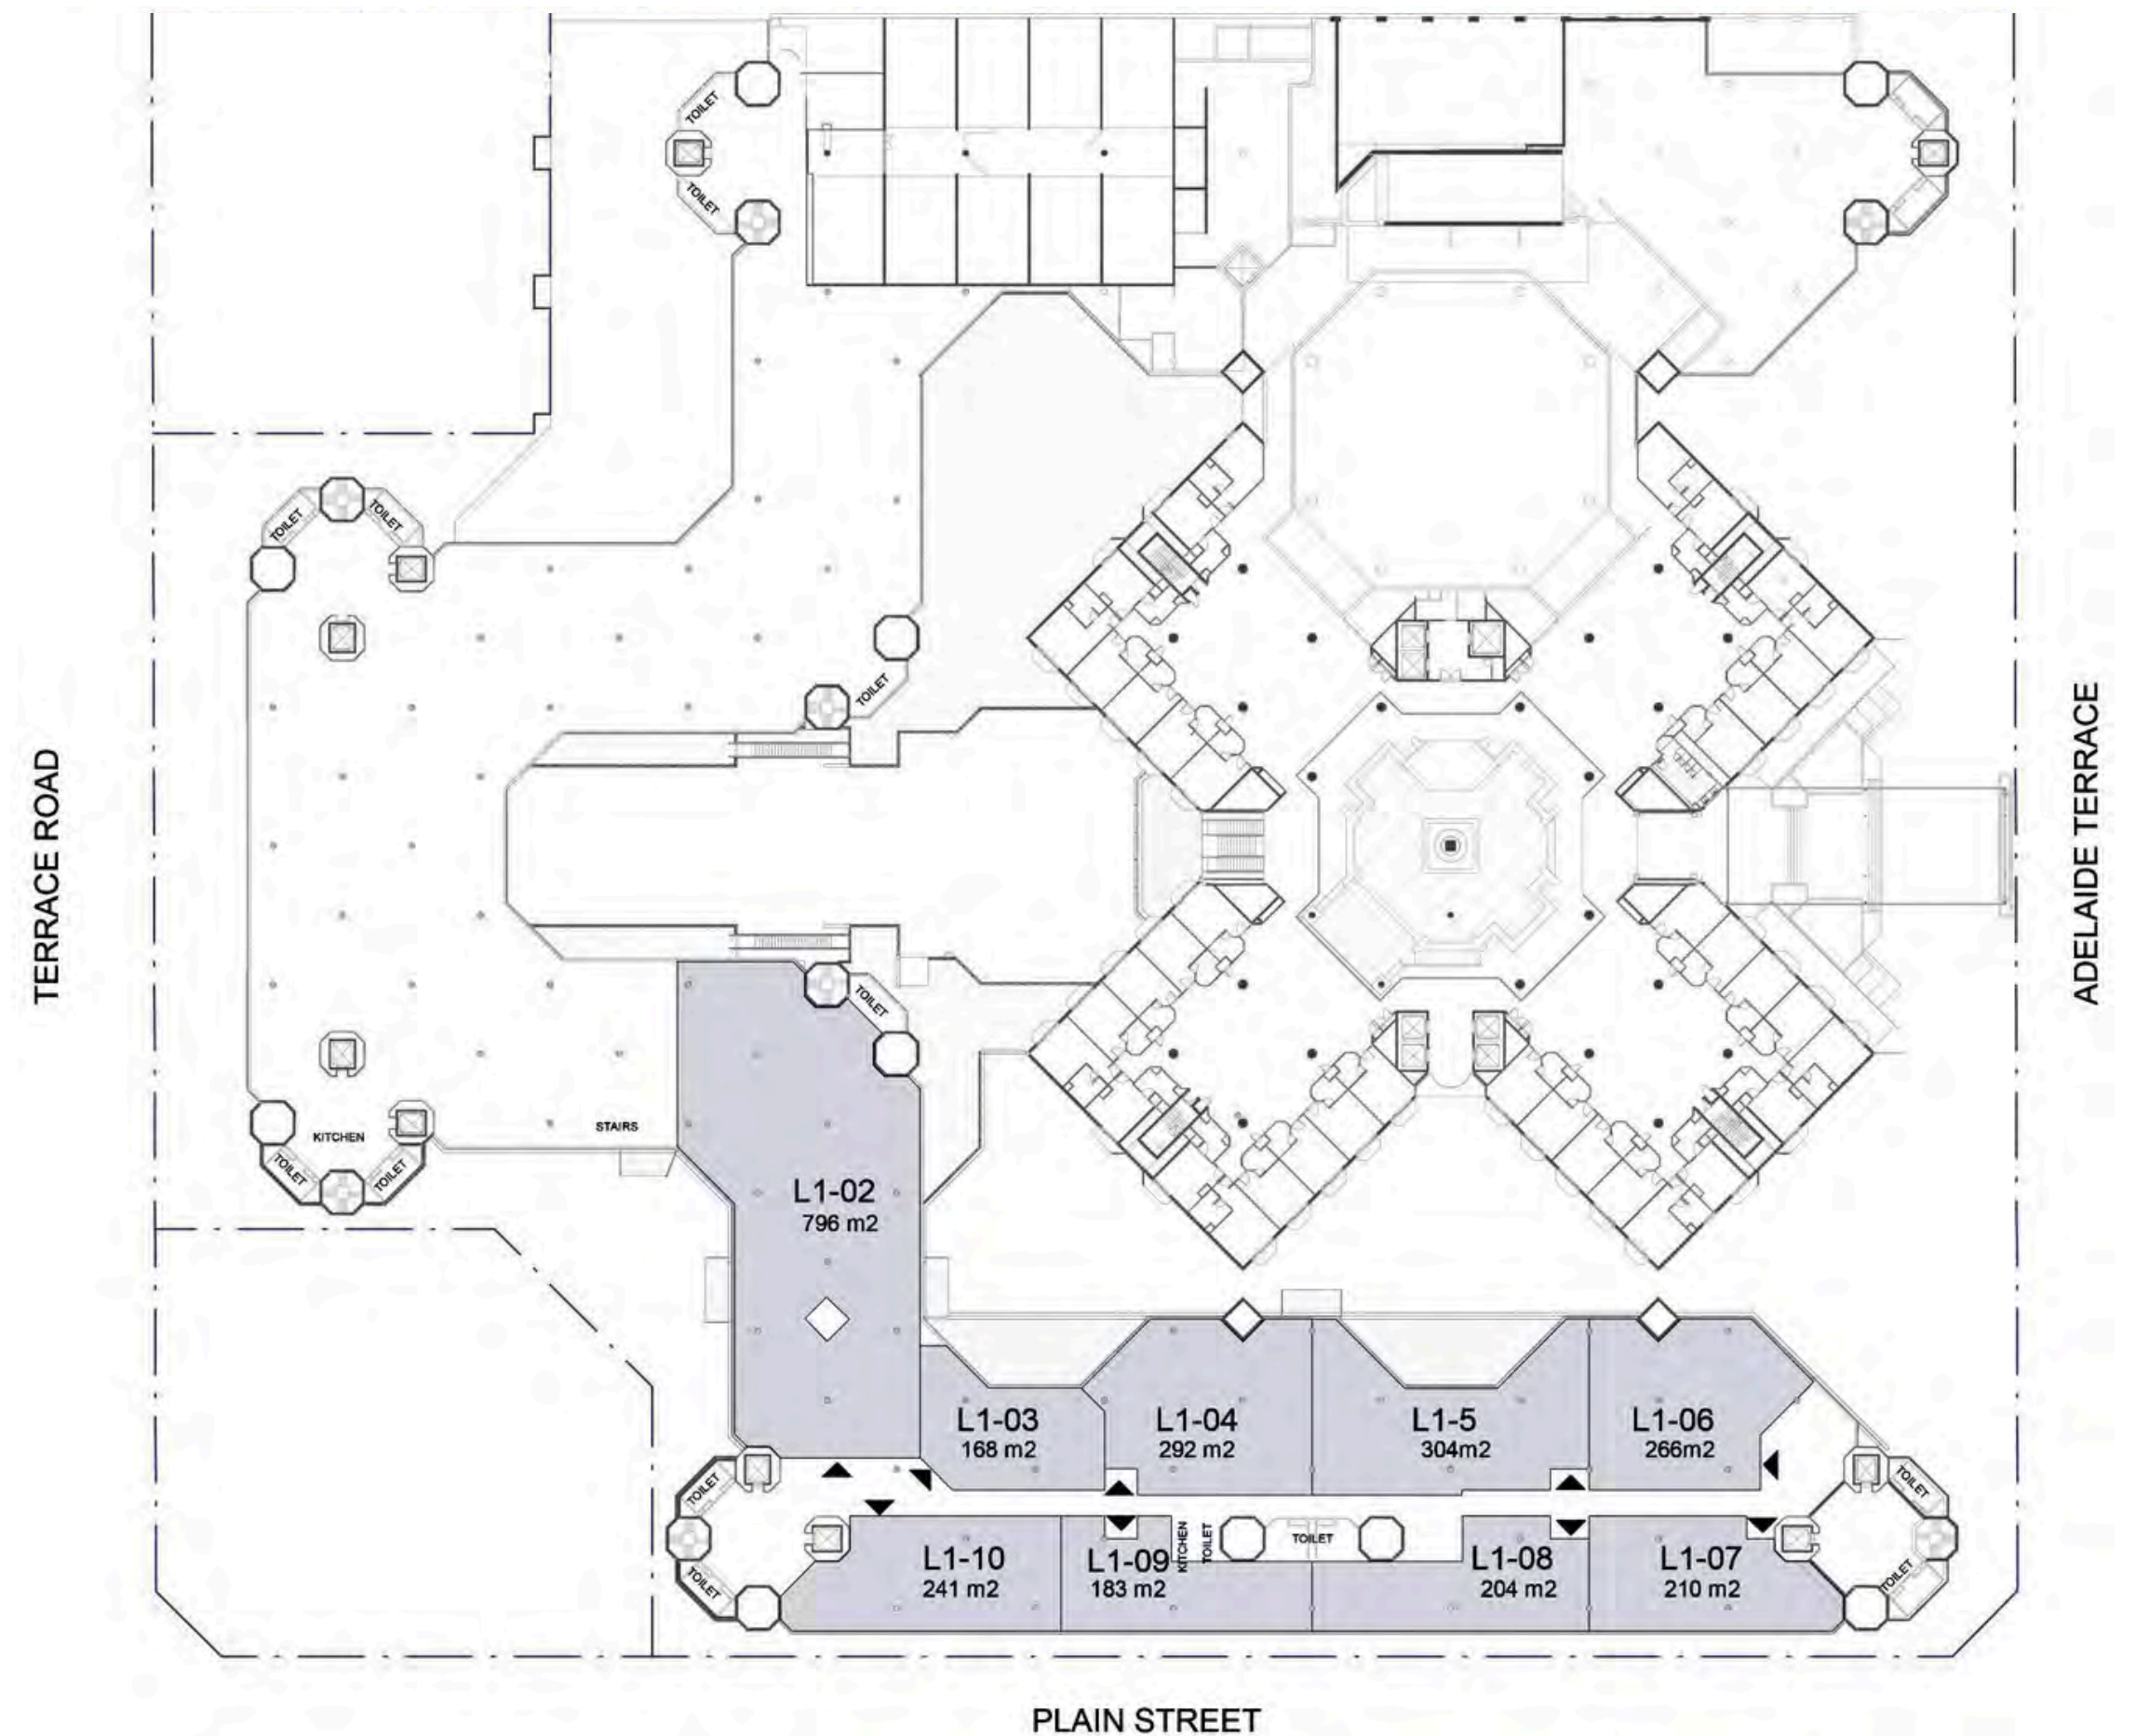 TOILET
TOILET
TOILET
TOILET
TOILET
TERRACE ROAD
ADELAIDE TERRACE
TOILET
STAIRS
KITCHEN
TOILET
TOILET
L1-02
796 m2
L1-03
168 m2
L1-04
292 m2
L1-5
304m2
L1-06
266m2
TOILET
TOILET
KITCHEN
TOILET
TOILET
L1-10
241 m2
L1-09
183 m2
L1-08
204 m2
L1-07
210 m2
TOILET
TOILET
PLAIN STREET